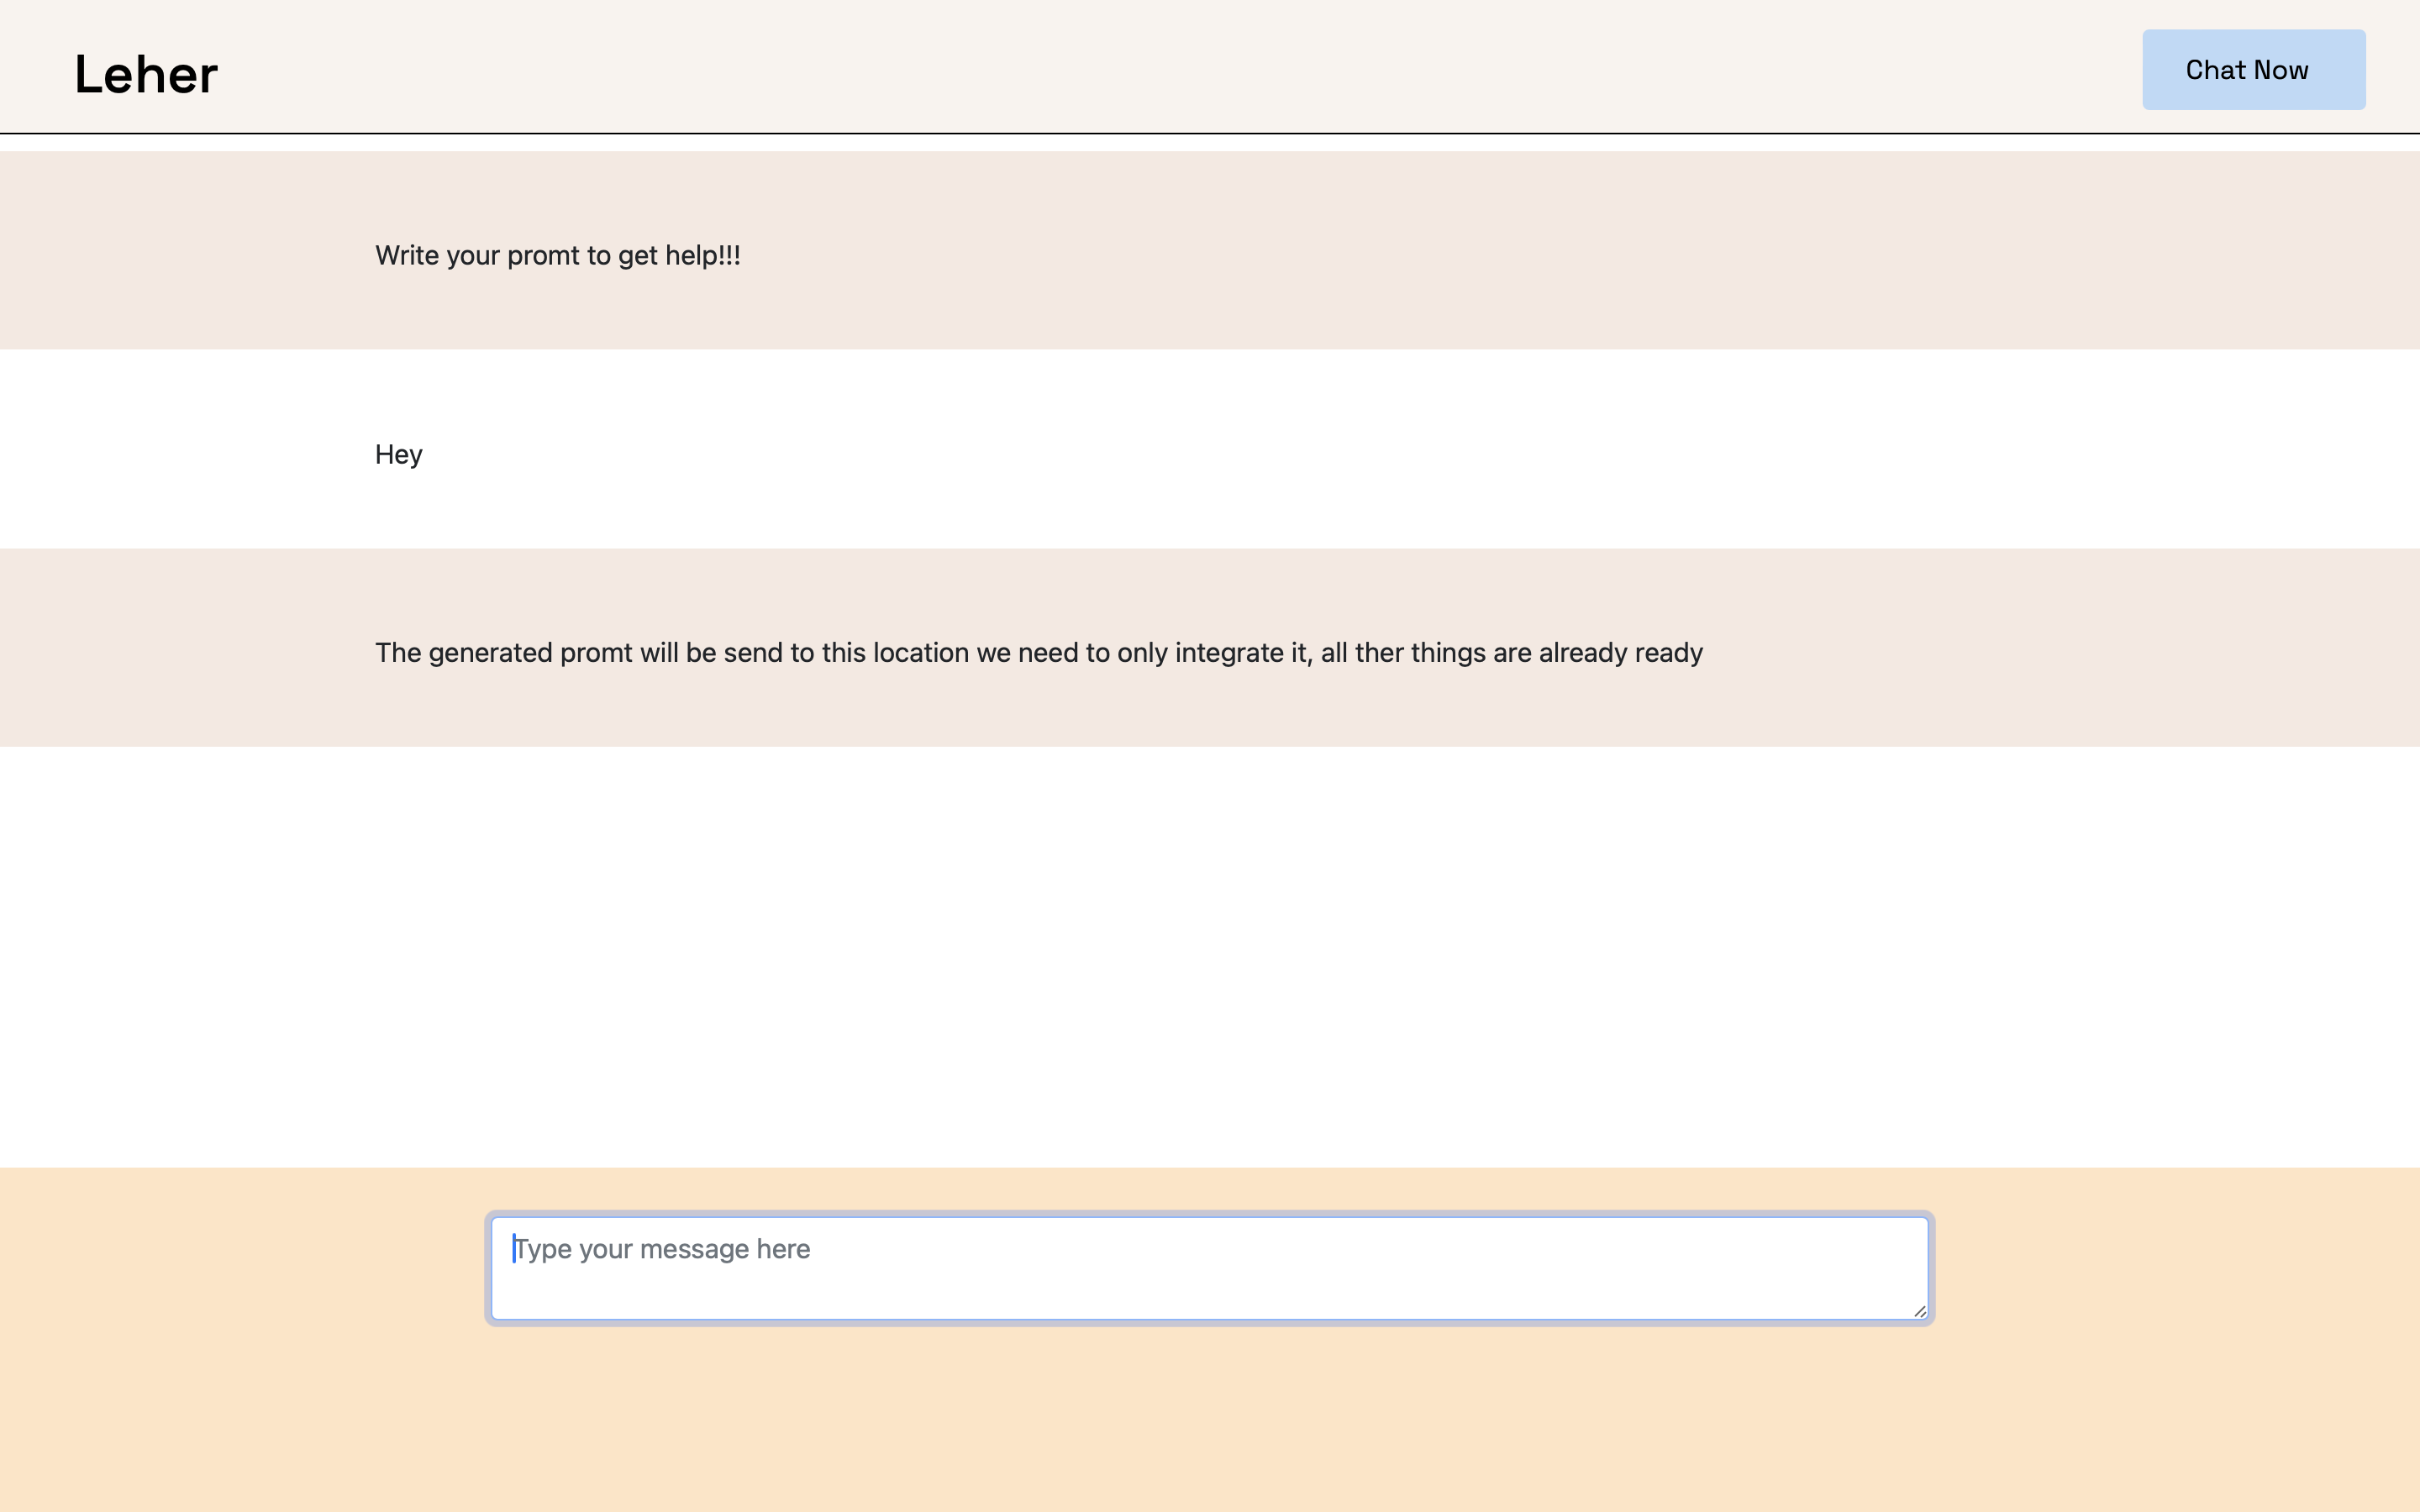 Leher
Chat Now
Write your promt to get help!!!
Hey
The generated promt will be send to this location we need to only integrate it, all ther things are already ready
Type your message here